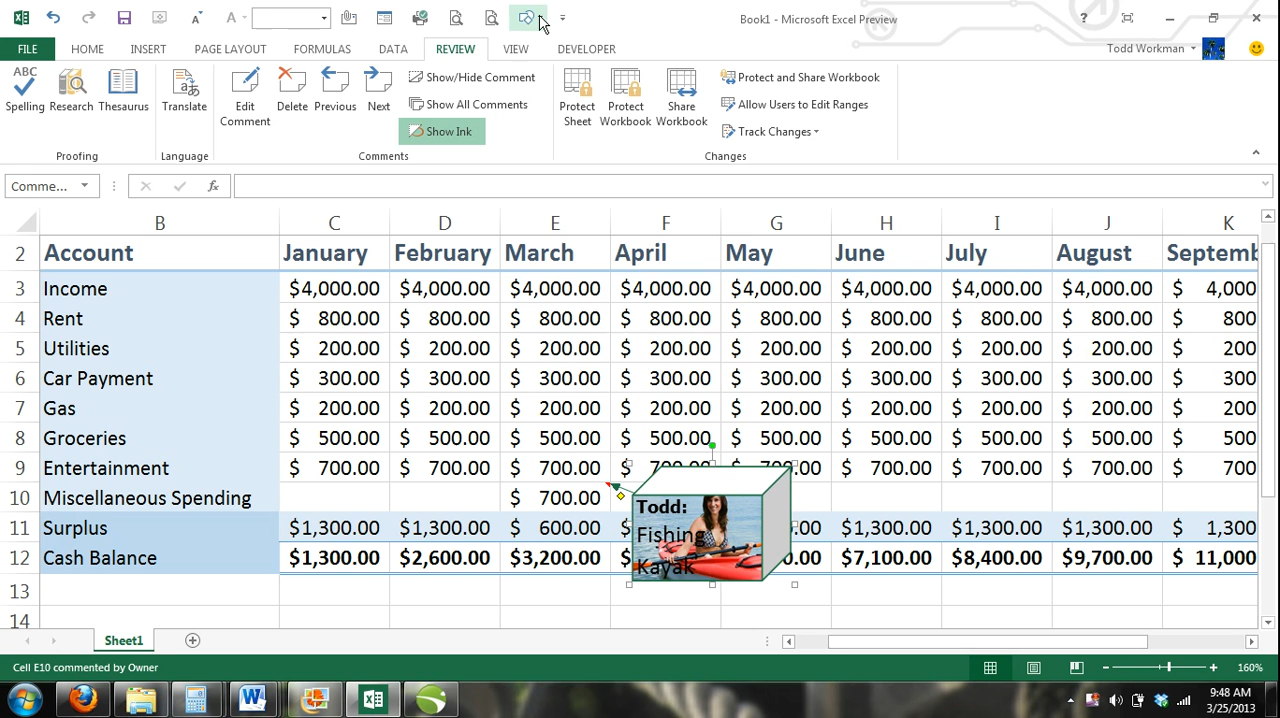 Book1 - Microsoft Excel Preview
?
FILE HOME INSERT PAGE LAYOUT FORMULAS DATA REVIEW VIEW DEVELOPER Todd Workman
ABC
Spelling Research Thesaurus Translate Edit Comment Delete Previous Next
Show/Hide Comment
Show All Comments
Show Ink
Protect Sheet Protect Workbook Share Workbook
Protect and Share Workbook
Allow Users to Edit Ranges
Track Changes
Proofing Language Comments Changes
Comme... fx
B C D E F G H I J K
2 Account January February March April May June July August Septemb
3 Income $4,000.00 $4,000.00 $4,000.00 $4,000.00 $4,000.00 $4,000.00 $4,000.00 $4,000.00 $ 4,000
4 Rent $ 800.00 $ 800.00 $ 800.00 $ 800.00 $ 800.00 $ 800.00 $ 800.00 $ 800.00 $ 800
5 Utilities $ 200.00 $ 200.00 $ 200.00 $ 200.00 $ 200.00 $ 200.00 $ 200.00 $ 200.00 $ 200
6 Car Payment $ 300.00 $ 300.00 $ 300.00 $ 300.00 $ 300.00 $ 300.00 $ 300.00 $ 300.00 $ 300
7 Gas $ 200.00 $ 200.00 $ 200.00 $ 200.00 $ 200.00 $ 200.00 $ 200.00 $ 200.00 $ 200
8 Groceries $ 500.00 $ 500.00 $ 500.00 $ 500.00 $ 500.00 $ 500.00 $ 500.00 $ 500.00 $ 500
9 Entertainment $ 700.00 $ 700.00 $ 700.00 $ 700.00 $ 700.00 $ 700.00 $ 700.00 $ 700.00 $ 700
10 Miscellaneous Spending $ 700.00
11 Surplus $1,300.00 $1,300.00 $ 600.00 $1,300.00 $1,300.00 $1,300.00 $ 1,300
12 Cash Balance $1,300.00 $2,600.00 $3,200.00 $7,100.00 $8,400.00 $9,700.00 $ 11,000
Todd:
Fishing
Kayak
13
14
Sheet1
Cell E10 commented by Owner 160%
9:48 AM
3/25/2013